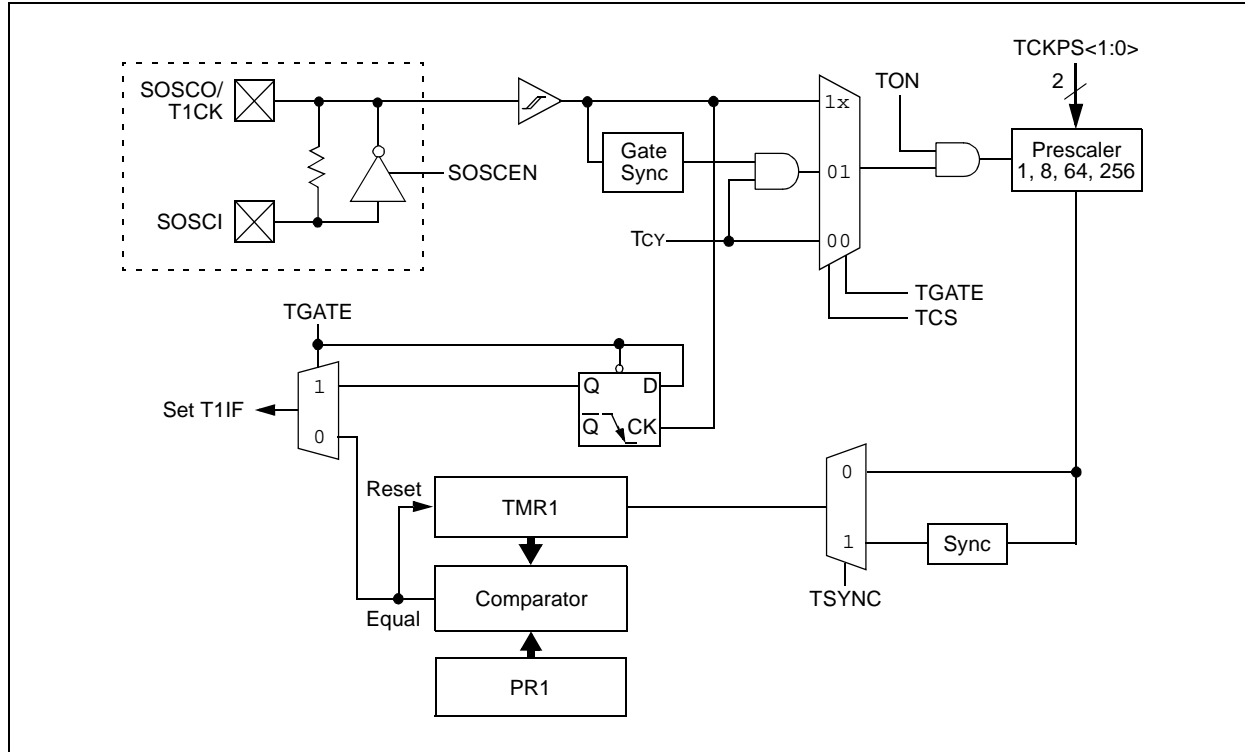 TCKPS<1:0>
2
SOSCO/
T1CK
TON
1x
Prescaler
1, 8, 64, 256
Gate
Sync
SOSCEN
01
SOSCI
TCY
00
TGATE
TCS
TGATE
1
Q
D
Set T1IF
Q
CK
0
0
Reset
TMR1
1
Sync
TSYNC
Comparator
Equal
PR1